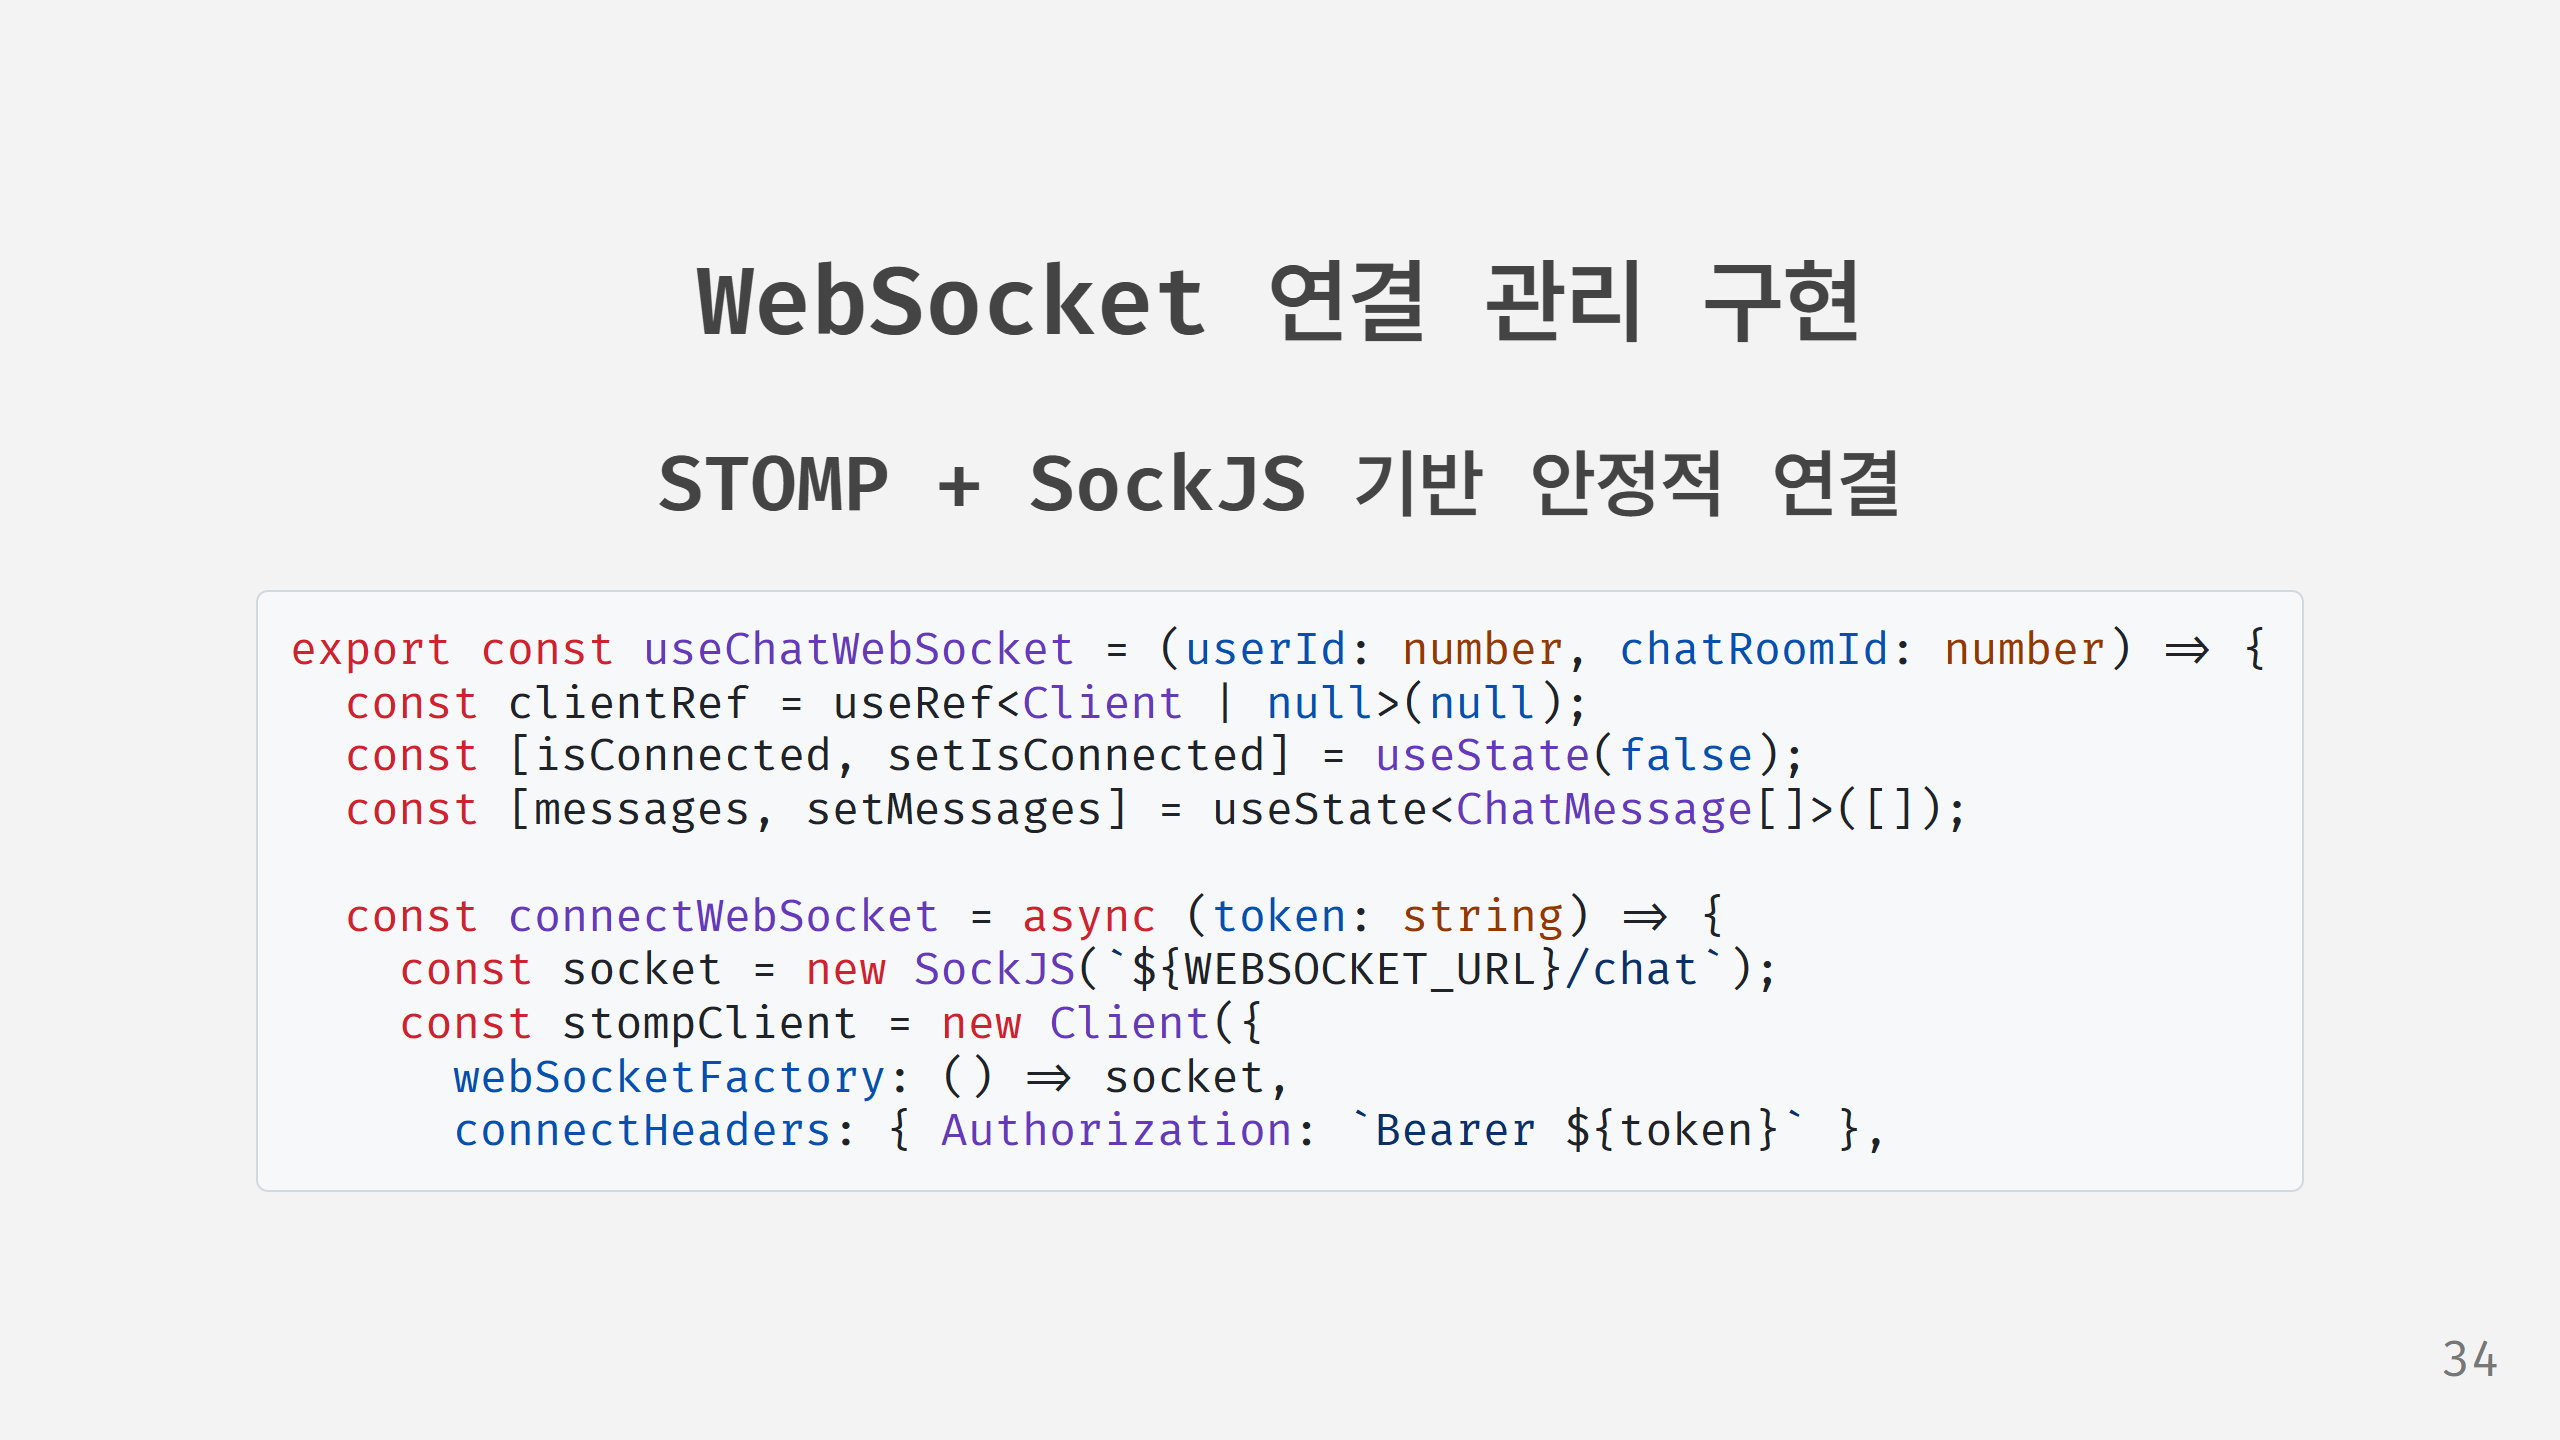 WebSocket 연결 관리 구현
STOMP + SockJS 기반 안정적 연결
export const useChatWebSocket = (userId: number, chatRoomId: number) => {
  const clientRef = useRef<Client | null>(null);
  const [isConnected, setIsConnected] = useState(false);
  const [messages, setMessages] = useState<ChatMessage[]>([]);
  const connectWebSocket = async (token: string) => {
    const socket = new SockJS(`${WEBSOCKET_URL}/chat`);
    const stompClient = new Client({
      webSocketFactory: () => socket,
      connectHeaders: { Authorization: `Bearer ${token}` },
34